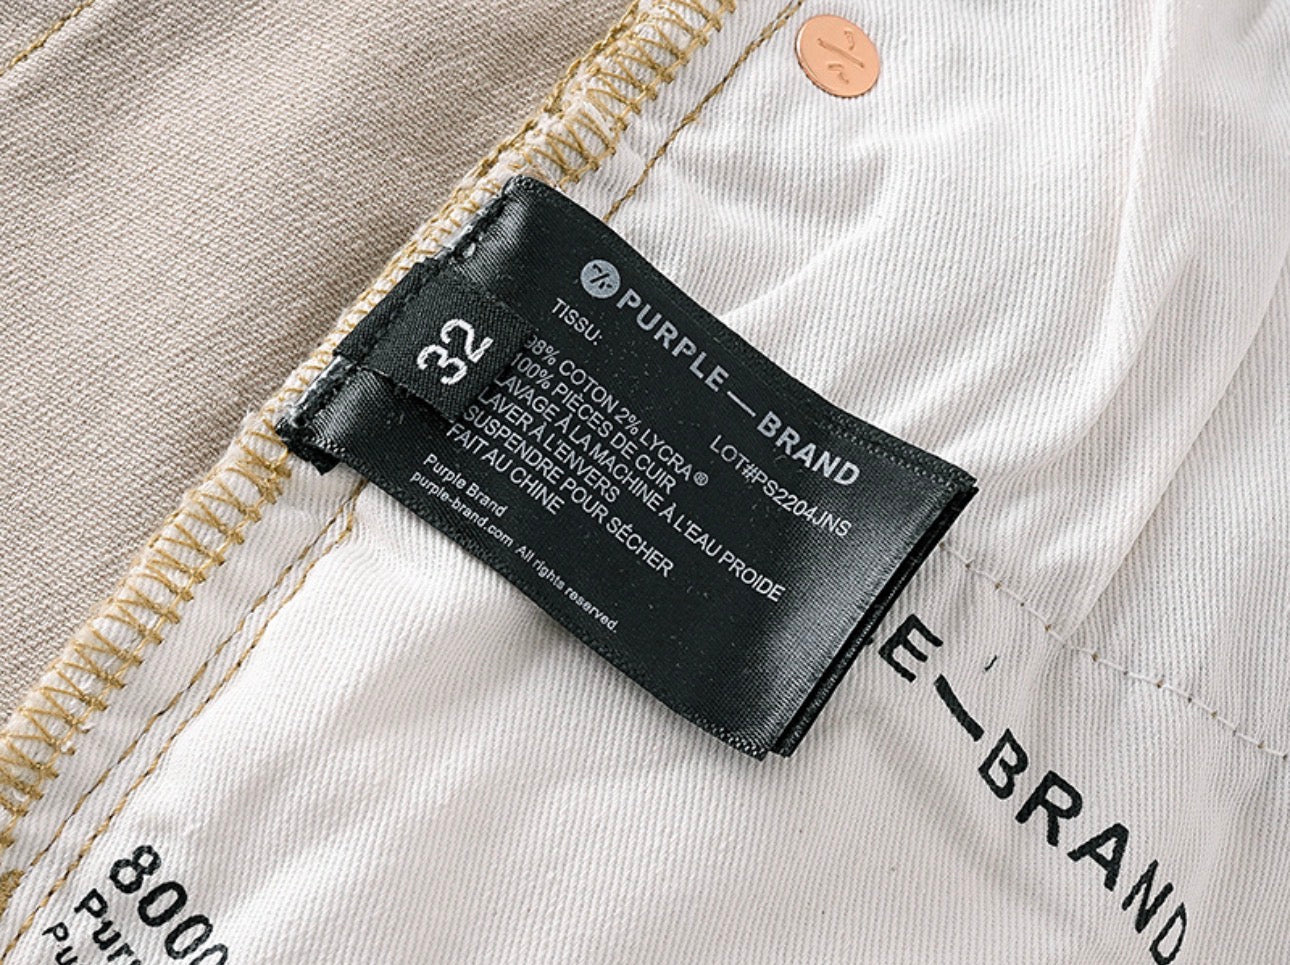 PURPLE — BRAND
TISSU:
LOT#PS2204JNS
32
98% COTON 2% LYCRA®
100% PIÈCES DE CUIR
LAVAGE À LA MACHINE À L'EAU PROIDE
LAVER À L'ENVERS
SUSPENDRE POUR SÉCHER
FAIT AU CHINE
Purple Brand
purple-brand.com All rights reserved.
E—BRAND
8000